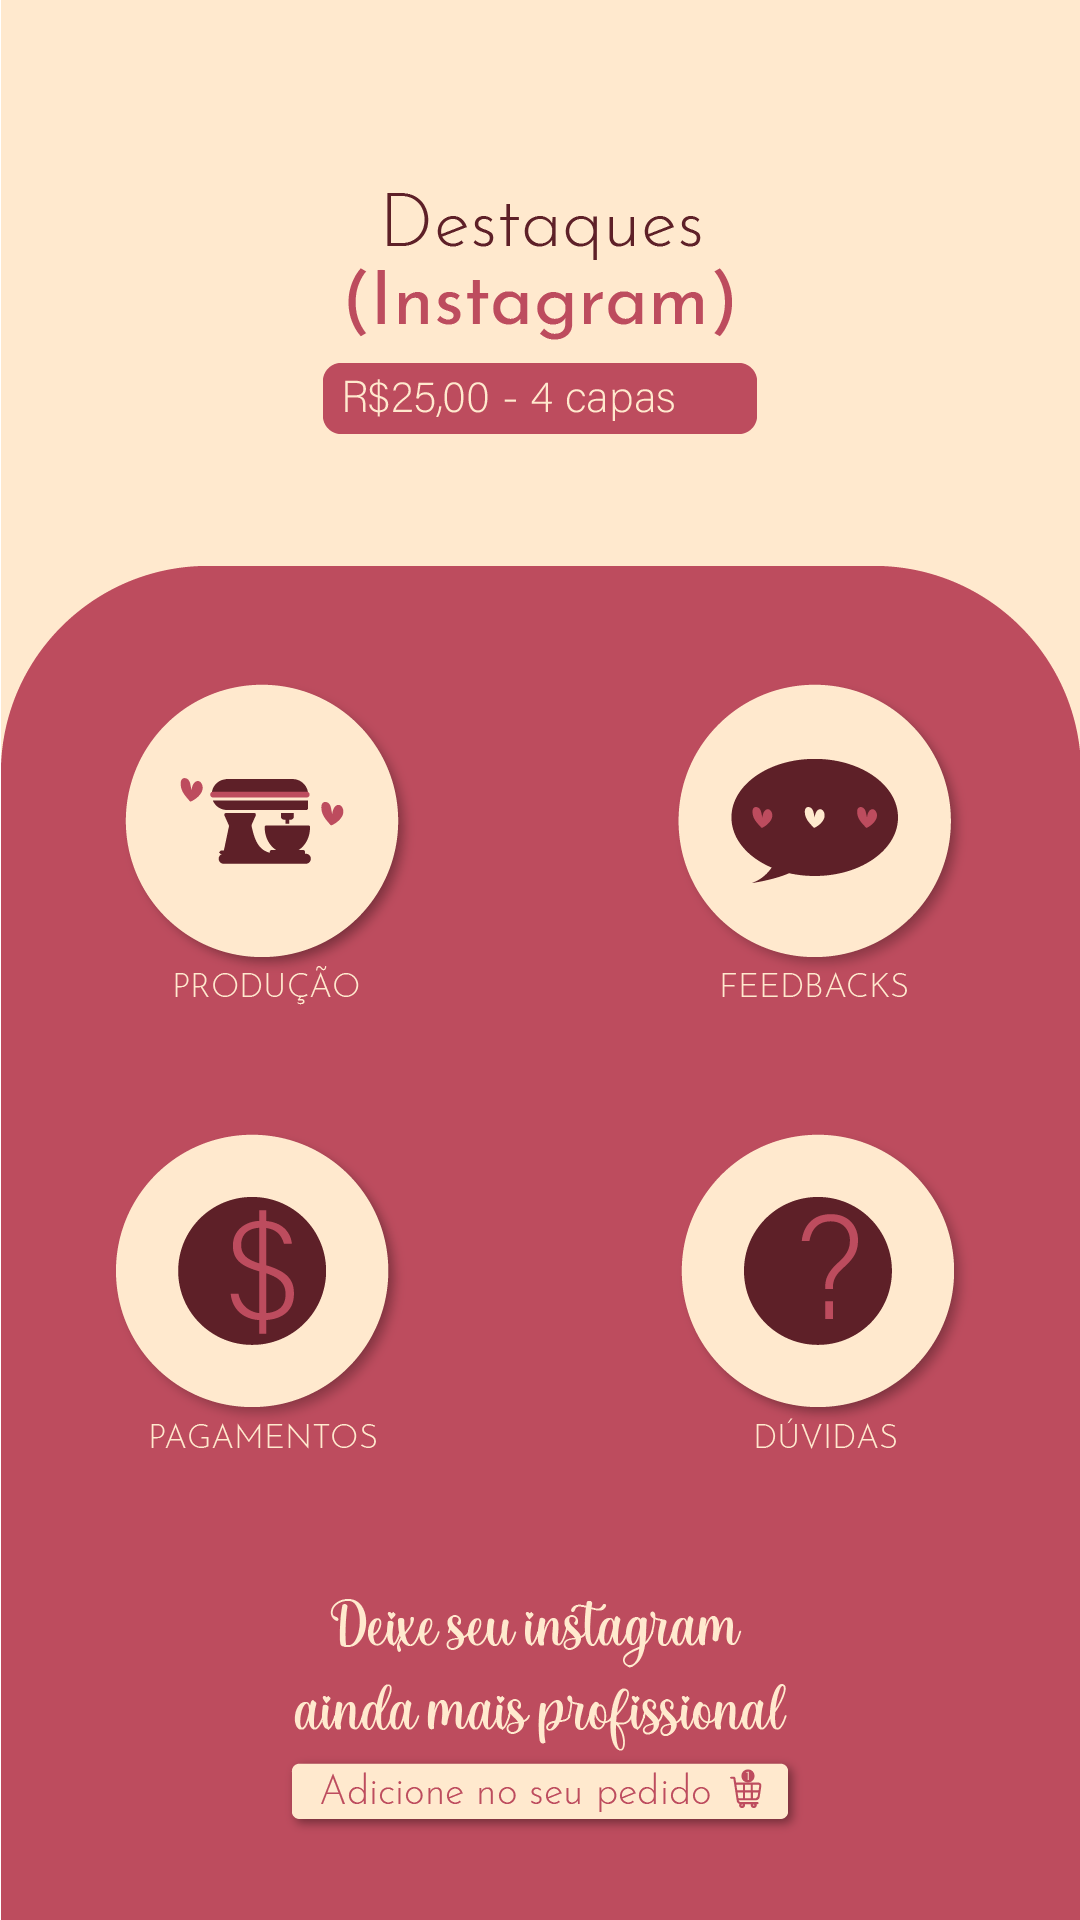 Destaques
(Instagram)
R$25,00 - 4 capas
PRODUÇÃO
FEEDBACKS
$
?
PAGAMENTOS
DÚVIDAS
Deixe seu instagram
ainda mais profissional
Adicione no seu pedido
1